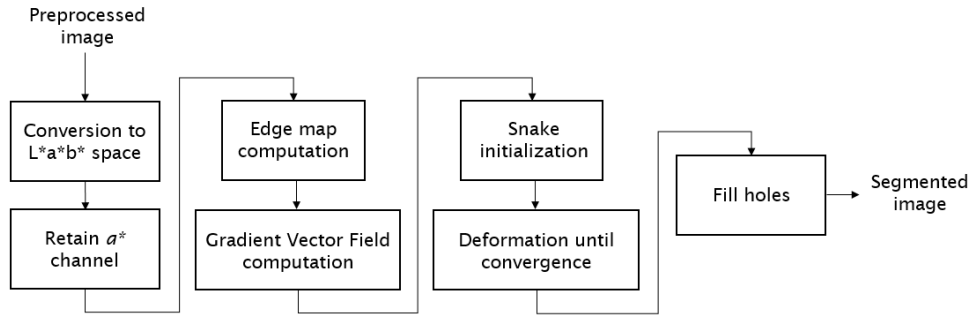 Preprocessed
image
Conversion to
L*a*b* space
Retain a*
channel
Edge map
computation
Gradient Vector Field
computation
Snake
initialization
Deformation until
convergence
Fill holes
Segmented
image